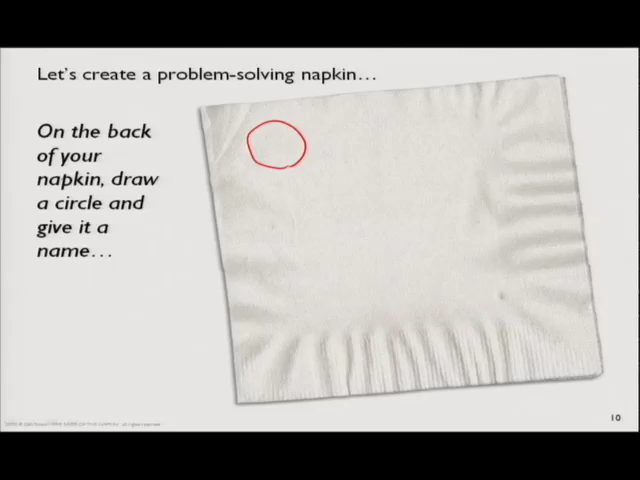 Let's create a problem-solving napkin…
On the back
of your
napkin, draw
a circle and
give it a
name…
10